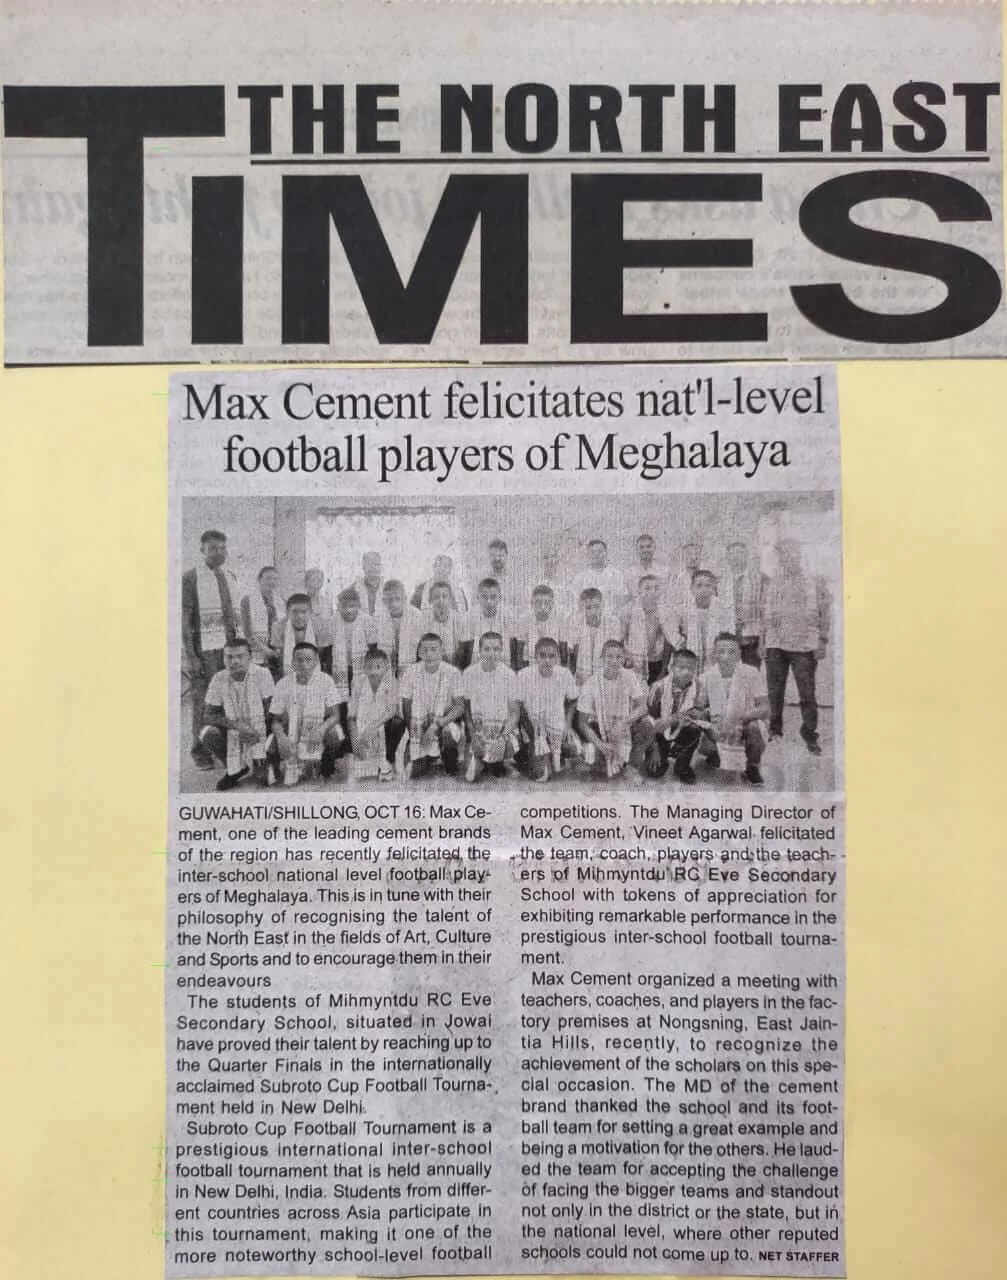 THE NORTH EAST
TIMES
Max Cement felicitates nat'l-level
football players of Meghalaya
GUWAHATI/SHILLONG, OCT 16: Max Ce-
ment, one of the leading cement brands
of the region has recently felicitated the
inter-school national level football play-
ers of Meghalaya. This is in tune with their
philosophy of recognising the talent of
the North East in the fields of Art, Culture
and Sports and to encourage them in their
endeavours
The students of Mihmyntdu RC Eve
Secondary School, situated in Jowai
have proved their talent by reaching up to
the Quarter Finals in the internationally
acclaimed Subroto Cup Football Tourna-
ment held in New Delhi.
Subroto Cup Football Tournament is a
prestigious international inter-school
football tournament that is held annually
in New Delhi, India. Students from differ-
ent countries across Asia participate in
this tournament, making it one of the
more noteworthy school-level football
competitions. The Managing Director of
Max Cement, Vineet Agarwal felicitated
the team, coach, players and the teach-
ers of Mihmyntdu RC Eve Secondary
School with tokens of appreciation for
exhibiting remarkable performance in the
prestigious inter-school football tourna-
ment.
Max Cement organized a meeting with
teachers, coaches, and players in the fac-
tory premises at Nongsning, East Jain-
tia Hills, recently, to recognize the
achievement of the scholars on this spe-
cial occasion. The MD of the cement
brand thanked the school and its foot-
ball team for setting a great example and
being a motivation for the others. He laud-
ed the team for accepting the challenge
of facing the bigger teams and standout
not only in the district or the state, but in
the national level, where other reputed
schools could not come up to. NET STAFFER